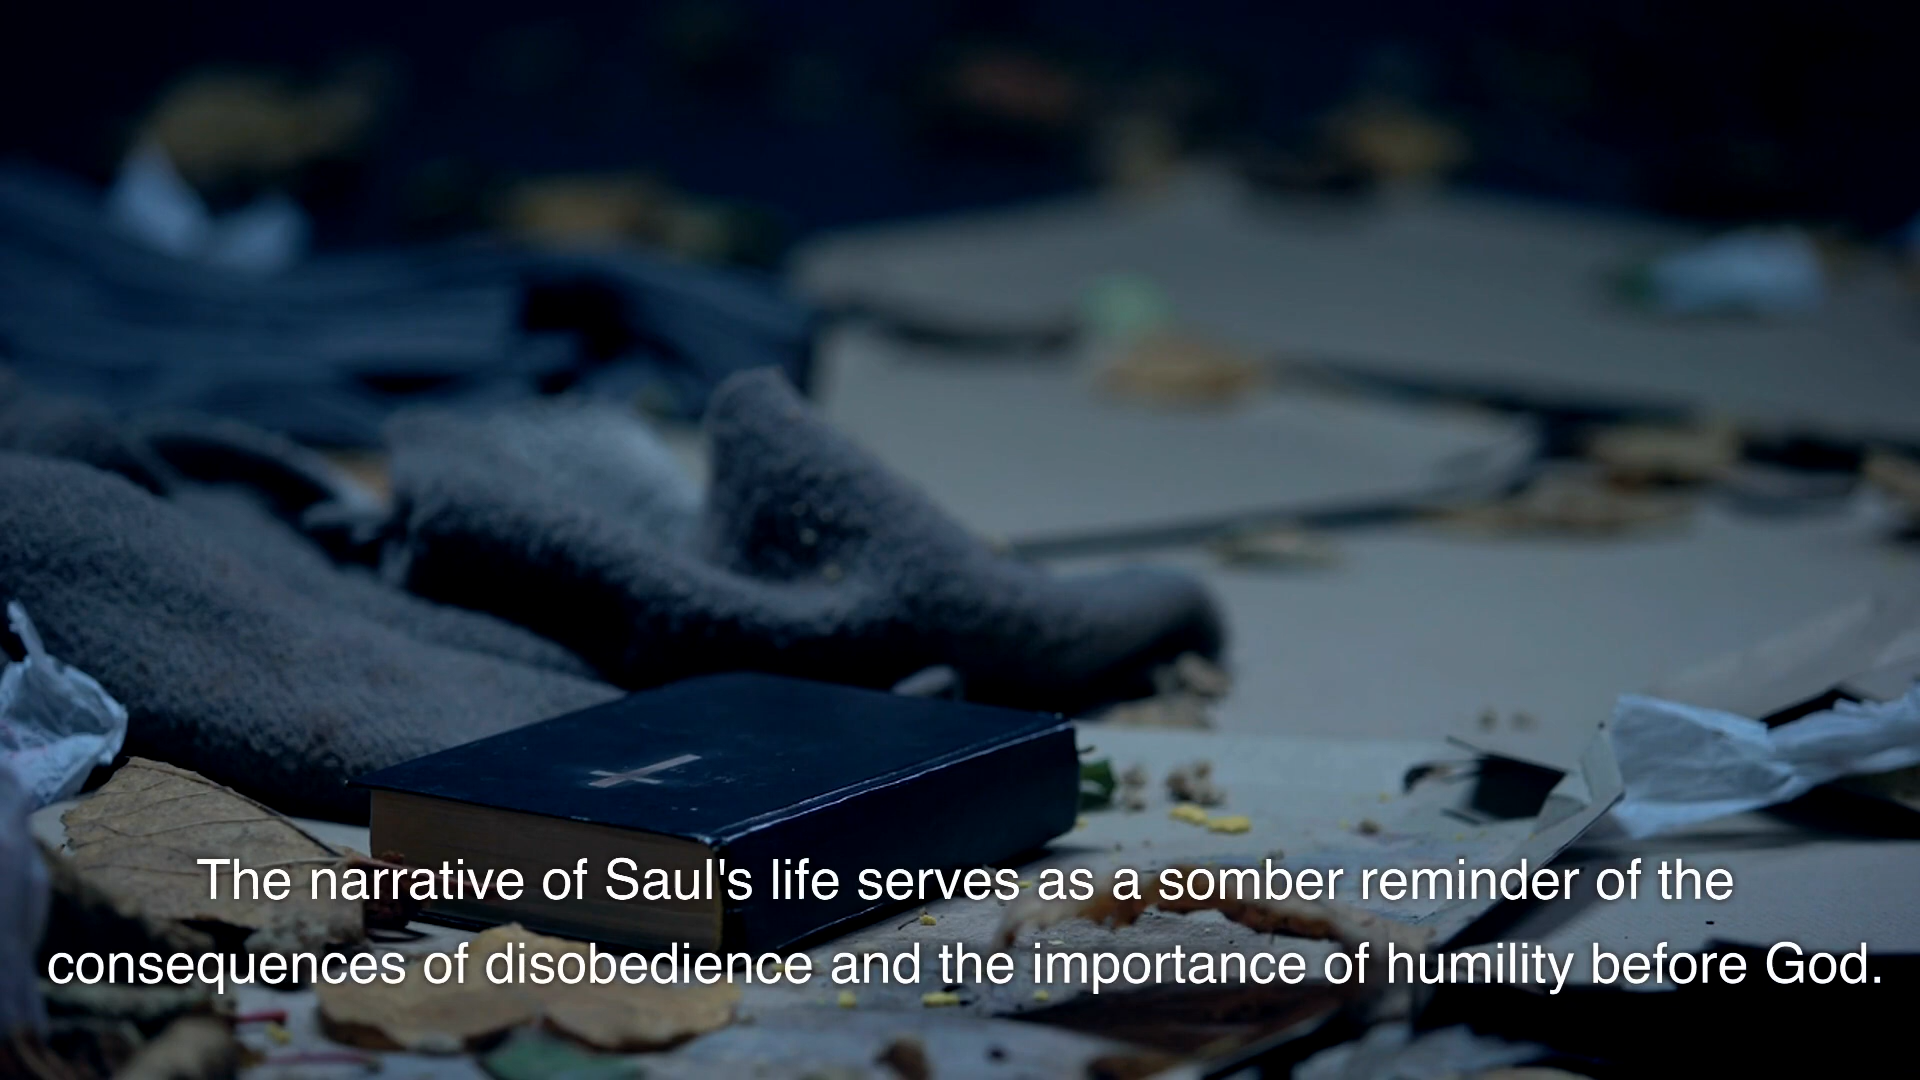 The narrative of Saul's life serves as a somber reminder of the
consequences of disobedience and the importance of humility before God.